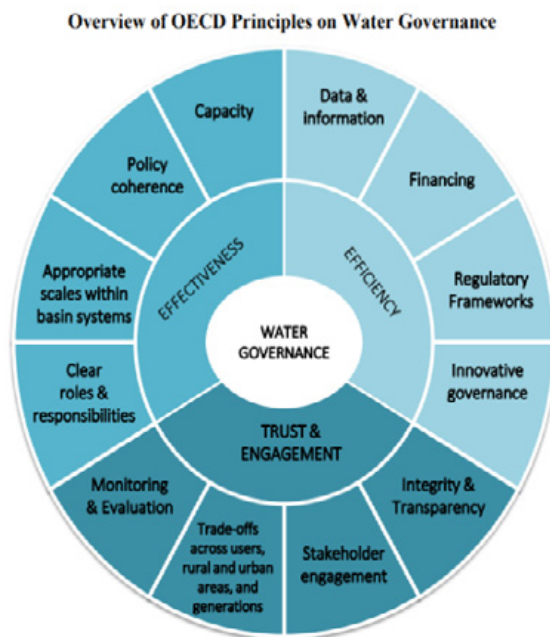 Overview of OECD Principles on Water Governance
Capacity
Data &
information
Policy
coherence
Financing
Appropriate
scales within
basin systems
EFFECTIVENESS
EFFICIENCY
Regulatory
Frameworks
WATER
GOVERNANCE
Clear
roles &
responsibilities
Innovative
governance
TRUST &
ENGAGEMENT
Monitoring
& Evaluation
Integrity &
Transparency
Trade-offs
across users,
rural and urban
areas, and
generations
Stakeholder
engagement